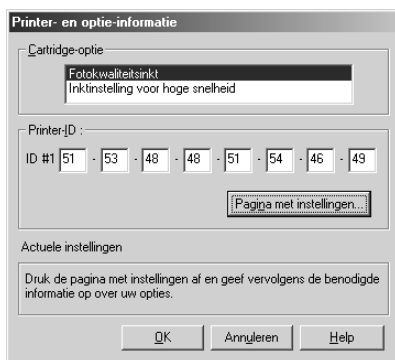 Printer- en optie-informatie
Cartridge-optie
Fotokwaliteitsinkt
Inktinstelling voor hoge snelheid
Printer-ID :
ID #1 51 - 53 - 48 - 48 - 51 - 54 - 46 - 49
Pagina met instellingen...
Actuele instellingen
Druk de pagina met instellingen af en geef vervolgens de benodigde
informatie op over uw opties.
OK Annuleren Help